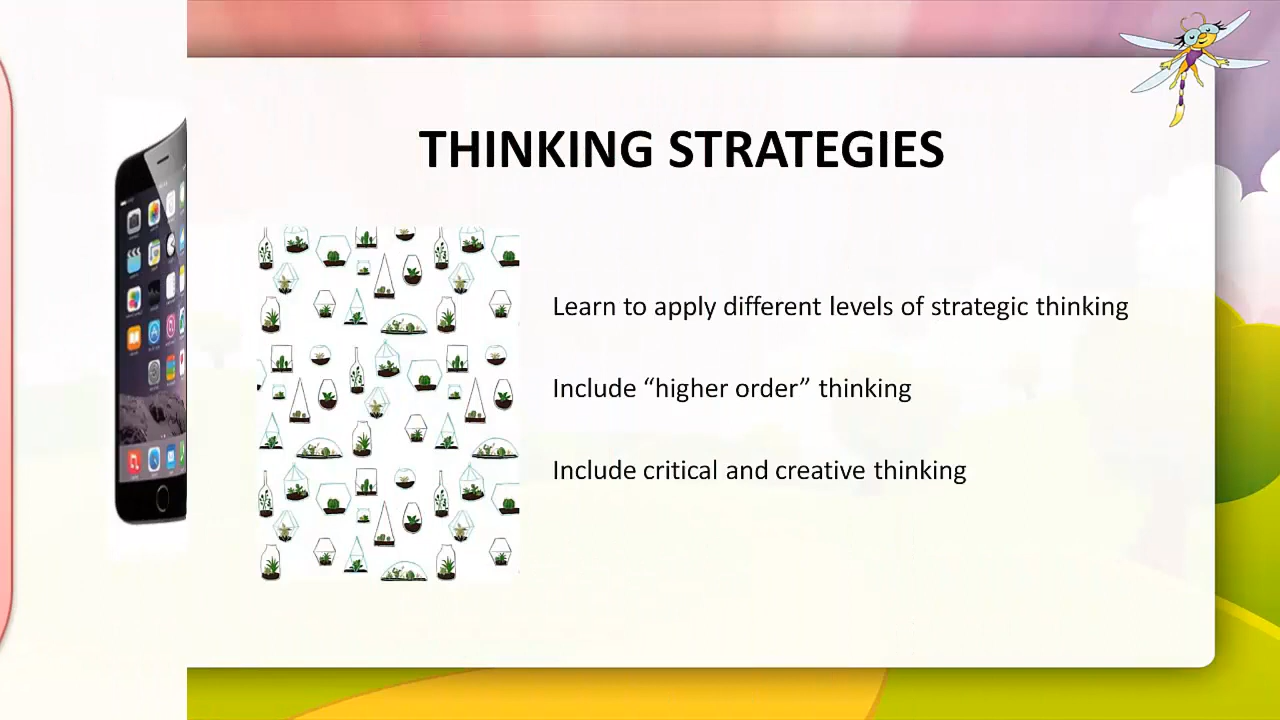 THINKING STRATEGIES
Learn to apply different levels of strategic thinking
Include “higher order” thinking
Include critical and creative thinking